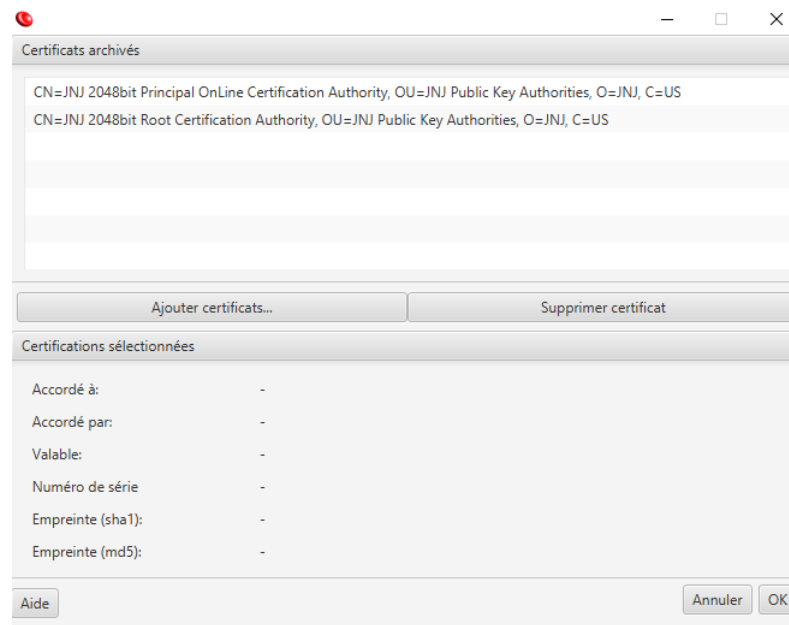 Certificats archivés
CN=JNJ 2048bit Principal OnLine Certification Authority, OU=JNJ Public Key Authorities, O=JNJ, C=US
CN=JNJ 2048bit Root Certification Authority, OU=JNJ Public Key Authorities, O=JNJ, C=US
Ajouter certificats... Supprimer certificat
Certifications sélectionnées
Accordé à: -
Accordé par: -
Valable: -
Numéro de série -
Empreinte (sha1): -
Empreinte (md5): -
Aide Annuler OK